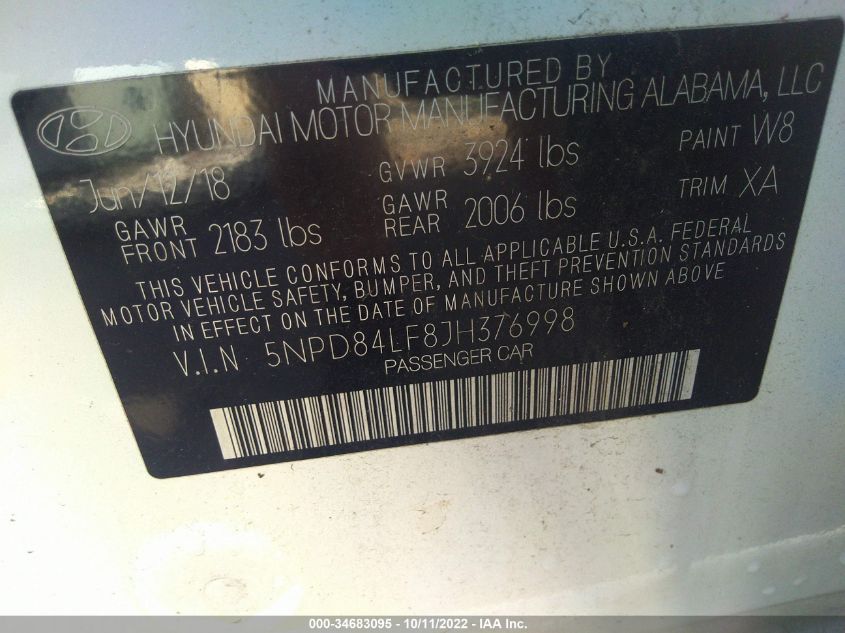 MANUFACTURED BY
HYUNDAI MOTOR MANUFACTURING ALABAMA, LLC
Jun/12/18 GVWR 3924 lbs PAINT W8
GAWR FRONT 2183 lbs GAWR REAR 2006 lbs TRIM XA
THIS VEHICLE CONFORMS TO ALL APPLICABLE U.S.A. FEDERAL
MOTOR VEHICLE SAFETY, BUMPER, AND THEFT PREVENTION STANDARDS
IN EFFECT ON THE DATE OF MANUFACTURE SHOWN ABOVE
V.I.N 5NPD84LF8JH376998
PASSENGER CAR
000-34683095 - 10/11/2022 - IAA Inc.